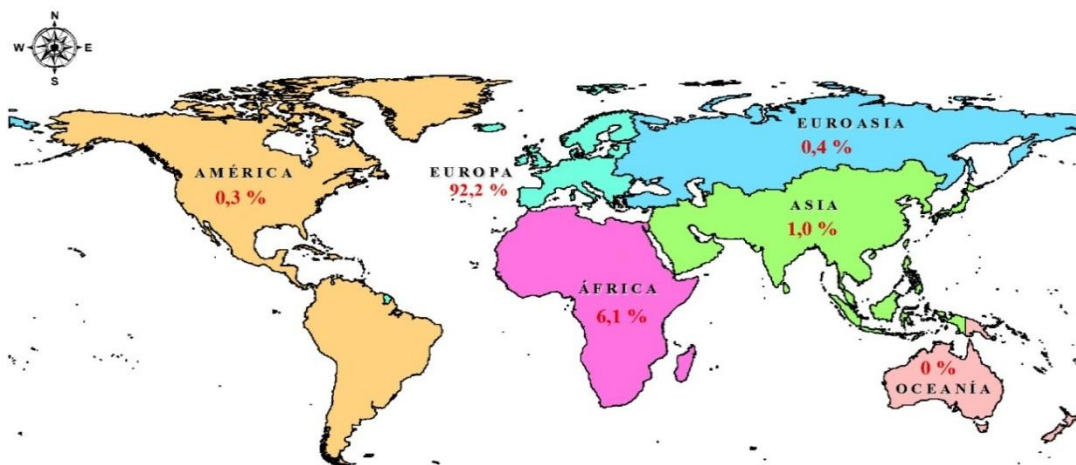 N
W E
S
EUROASIA
0,4 %
AMÉRICA
0,3 %
EUROPA
92,2 %
ASIA
1,0 %
ÁFRICA
6,1 %
0 %
OCEANÍA